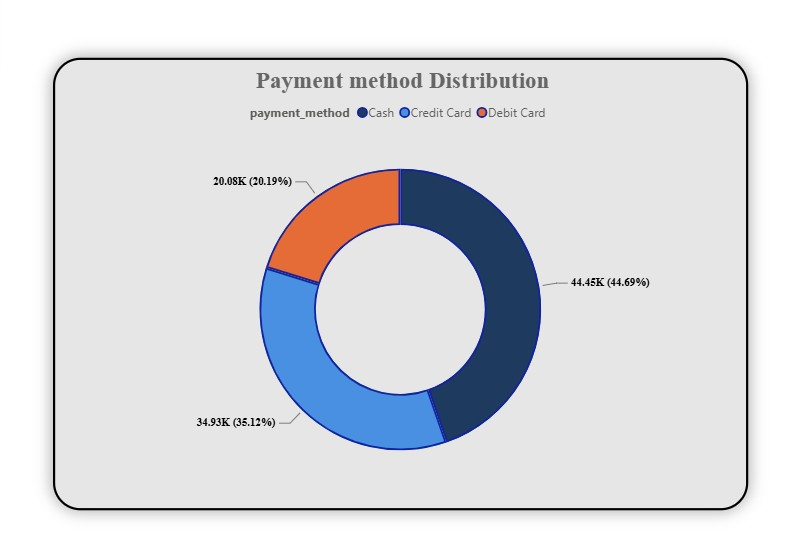 Payment method Distribution
payment_method Cash Credit Card Debit Card
20.08K (20.19%)
44.45K (44.69%)
34.93K (35.12%)